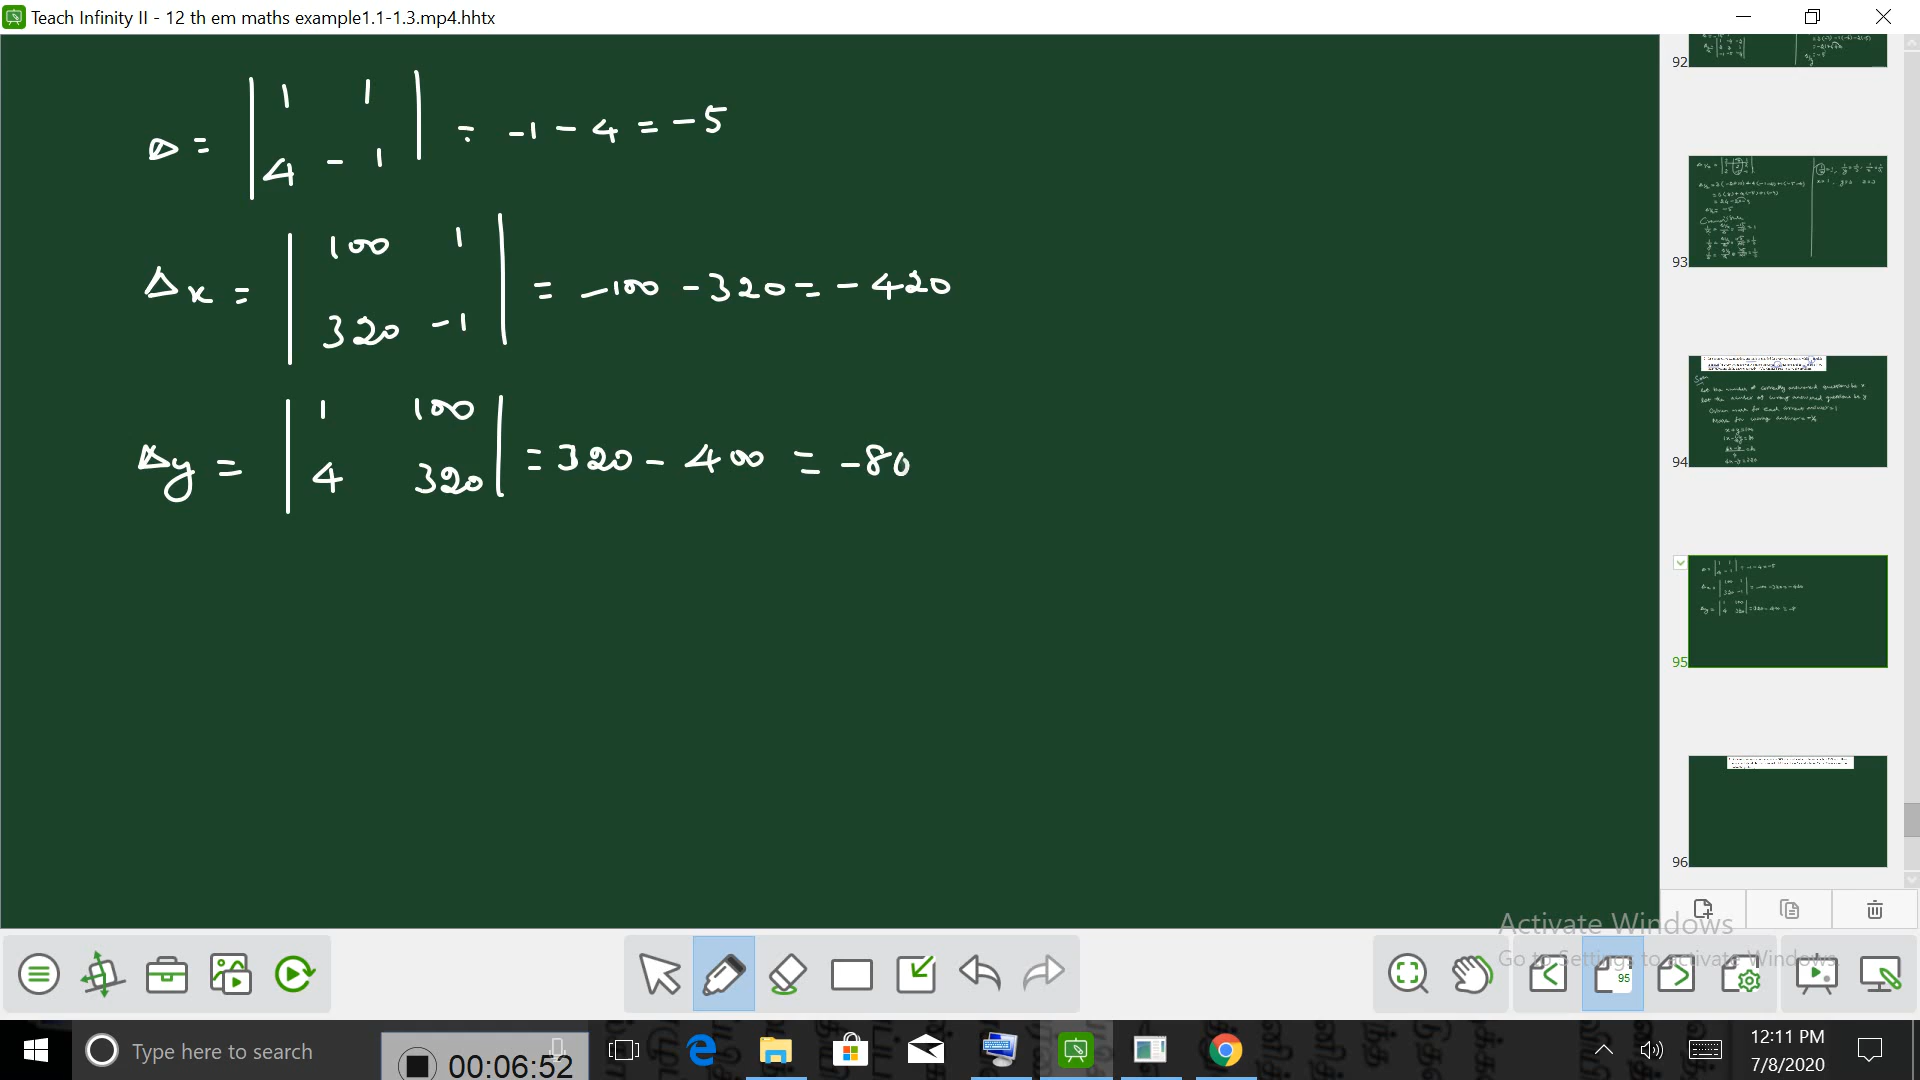 Teach Infinity II - 12 th em maths example1.1-1.3.mp4.hhtx
Δ = | 1 1 |
| 4 - 1 | = -1 - 4 = -5
Δx = | 100 1 |
| 320 -1 | = -100 - 320 = - 420
Δy = | 1 100 |
| 4 320 | = 320 - 400 = -80
92
93
94
95
96
Activate Windows
Go to Settings to activate Windows.
95
Type here to search
00:06:52
12:11 PM
7/8/2020